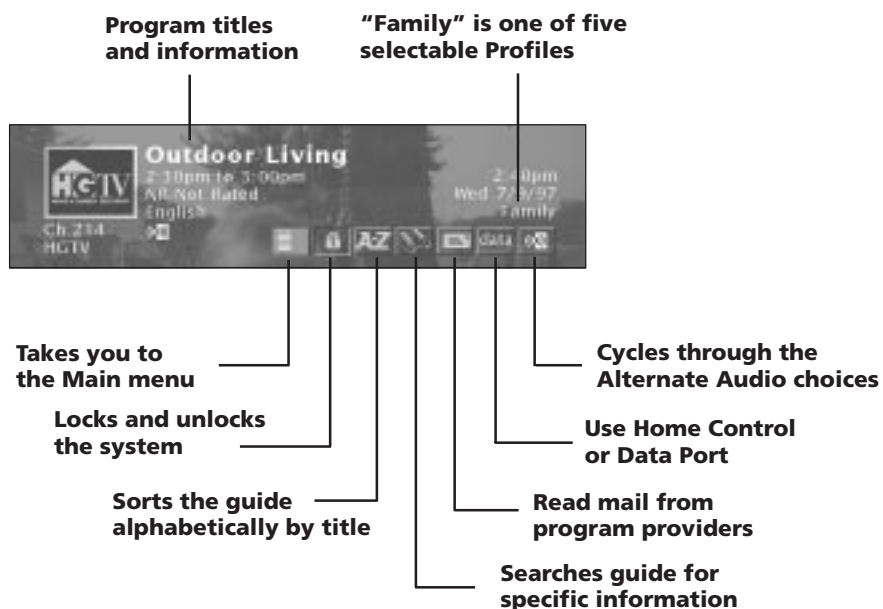 Program titles
and information
“Family” is one of five
selectable Profiles
HGTV
Outdoor Living
2:30pm to 3:00pm
NR-Not Rated
English
Ch.214
HGTV
2:40pm
Wed 7/9/97
Family
A-Z
data
Takes you to
the Main menu
Locks and unlocks
the system
Sorts the guide
alphabetically by title
Cycles through the
Alternate Audio choices
Use Home Control
or Data Port
Read mail from
program providers
Searches guide for
specific information